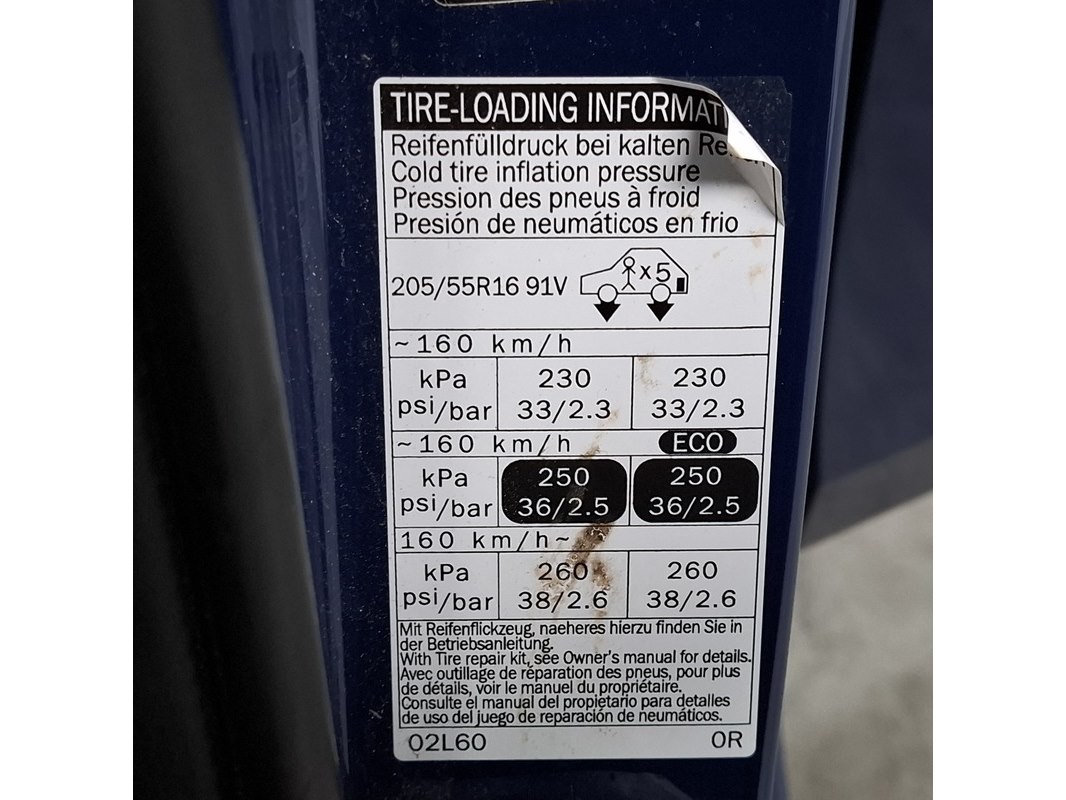 TIRE-LOADING INFORMAT
Reifenfülldruck bei kalten
Cold tire inflation pressure
Pression des pneus à froid
Presión de neumáticos en frio
205/55R16 91V x5
~160 km/h
kPa 230 230
psi/bar 33/2.3 33/2.3
~160 km/h ECO
kPa 250 250
psi/bar 36/2.5 36/2.5
160 km/h~
kPa 260 260
psi/bar 38/2.6 38/2.6
Mit Reifenflickzeug, naeheres hierzu finden Sie in
der Betriebsanleitung.
With Tire repair kit, see Owner's manual for details.
Avec outillage de réparation des pneus, pour plus
de détails, voir le manuel du propriétaire.
Consulte el manual del propietario para detalles
de uso del juego de reparación de neumáticos.
02L60 0R